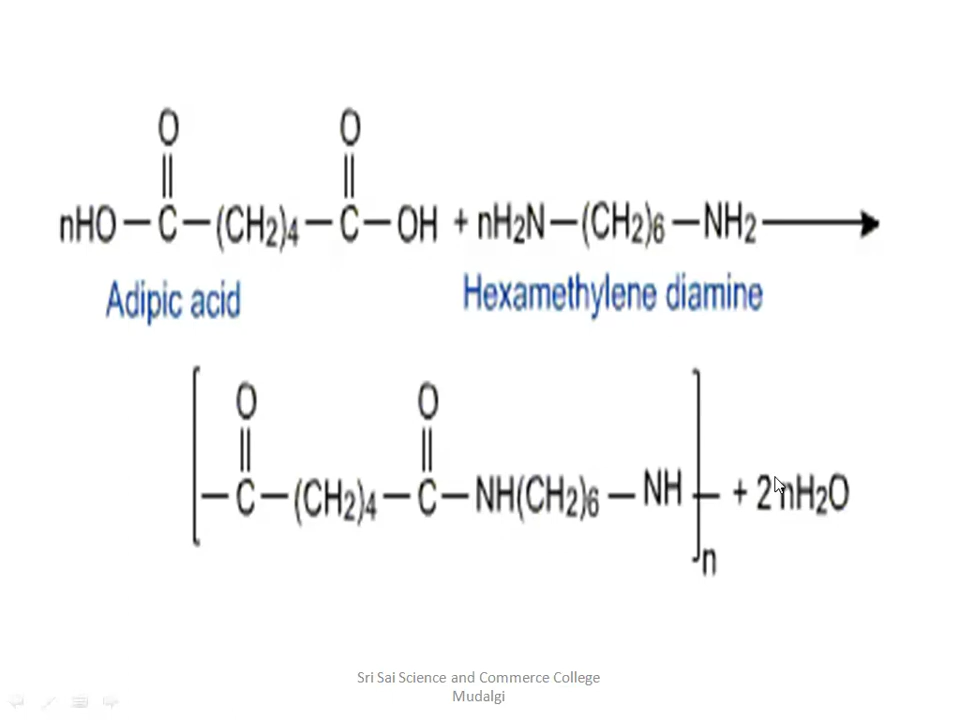 O O
nHO–C–(CH2)4–C–OH + nH2N–(CH2)6–NH2
Adipic acid Hexamethylene diamine
O O
–C–(CH2)4–C–NH(CH2)6–NH– + 2nH2O
n
Sri Sai Science and Commerce College
Mudalgi